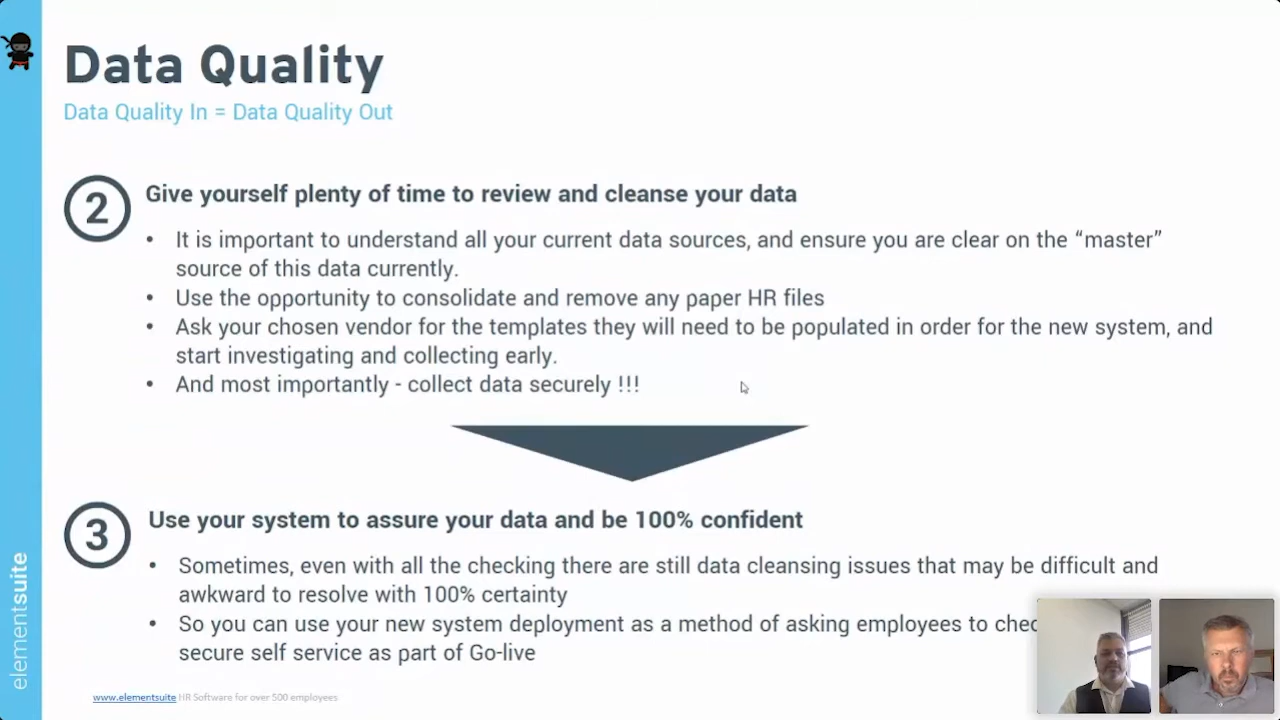 Data Quality
Data Quality In = Data Quality Out
2
Give yourself plenty of time to review and cleanse your data
• It is important to understand all your current data sources, and ensure you are clear on the “master”
source of this data currently.
• Use the opportunity to consolidate and remove any paper HR files
• Ask your chosen vendor for the templates they will need to be populated in order for the new system, and
start investigating and collecting early.
• And most importantly - collect data securely !!!
3
Use your system to assure your data and be 100% confident
• Sometimes, even with all the checking there are still data cleansing issues that may be difficult and
awkward to resolve with 100% certainty
• So you can use your new system deployment as a method of asking employees to
secure self service as part of Go-live
elementsuite
www.elementsuite HR Software for over 500 employees